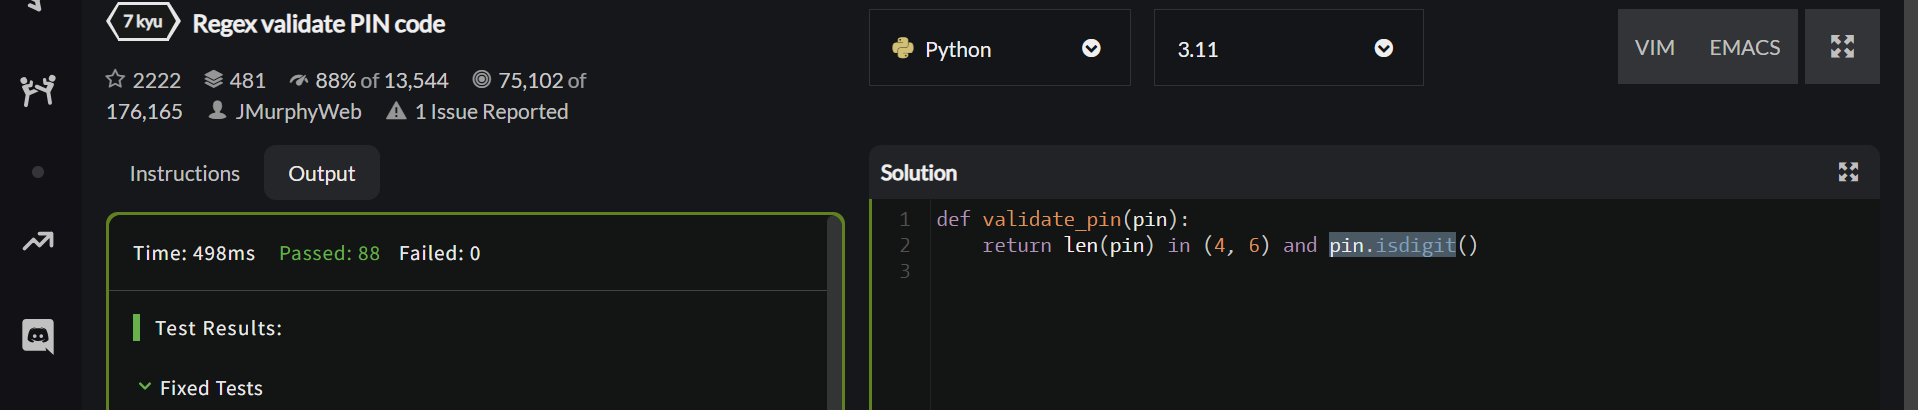 7 kyu Regex validate PIN code
2222 481 88% of 13,544 75,102 of
176,165 JMurphyWeb 1 Issue Reported
Instructions Output
Time: 498ms Passed: 88 Failed: 0
Test Results:
Fixed Tests
Python 3.11 VIM EMACS
Solution
1 def validate_pin(pin):
2 return len(pin) in (4, 6) and pin.isdigit()
3